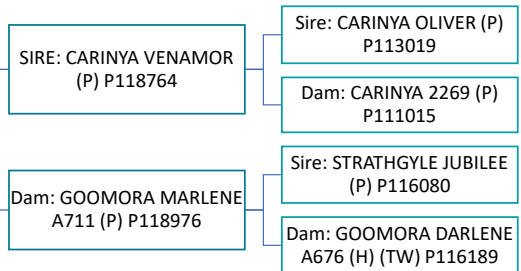 SIRE: CARINYA VENAMOR
(P) P118764
Sire: CARINYA OLIVER (P)
P113019
Dam: CARINYA 2269 (P)
P111015
Dam: GOOMORA MARLENE
A711 (P) P118976
Sire: STRATHGYLE JUBILEE
(P) P116080
Dam: GOOMORA DARLENE
A676 (H) (TW) P116189